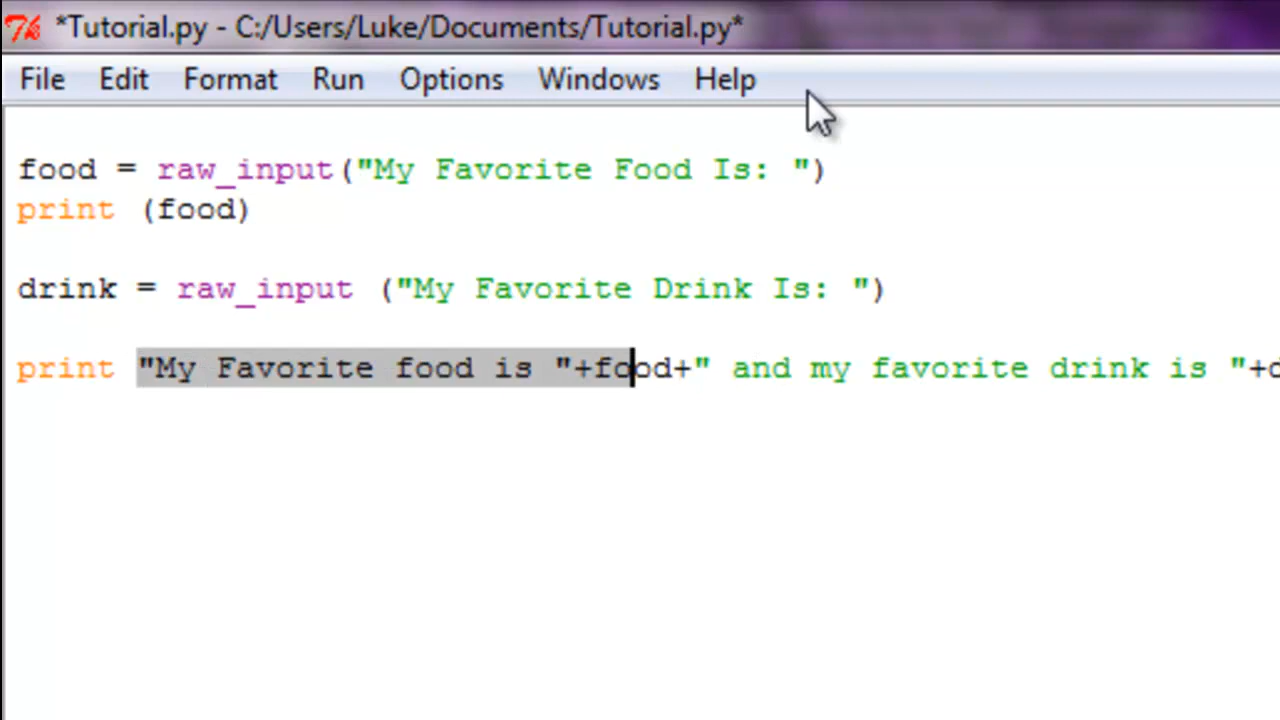 *Tutorial.py - C:/Users/Luke/Documents/Tutorial.py*
File Edit Format Run Options Windows Help
food = raw_input("My Favorite Food Is: ")
print (food)
drink = raw_input ("My Favorite Drink Is: ")
print "My Favorite food is "+food+" and my favorite drink is "+